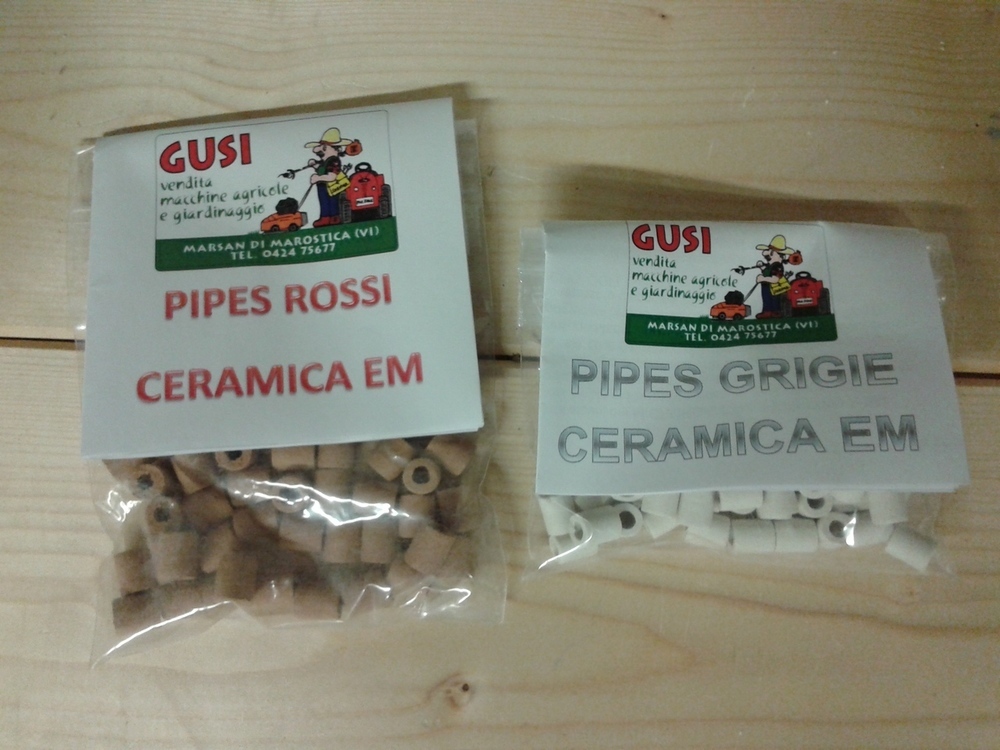 GUSI
vendita
macchine agricole
e giardinaggio
MARSAN DI MAROSTICA (VI)
TEL. 0424 75677
PIPES ROSSI
CERAMICA EM
GUSI
vendita
macchine agricole
e giardinaggio
MARSAN DI MAROSTICA (VI)
TEL. 0424 75677
PIPES GRIGIE
CERAMICA EM